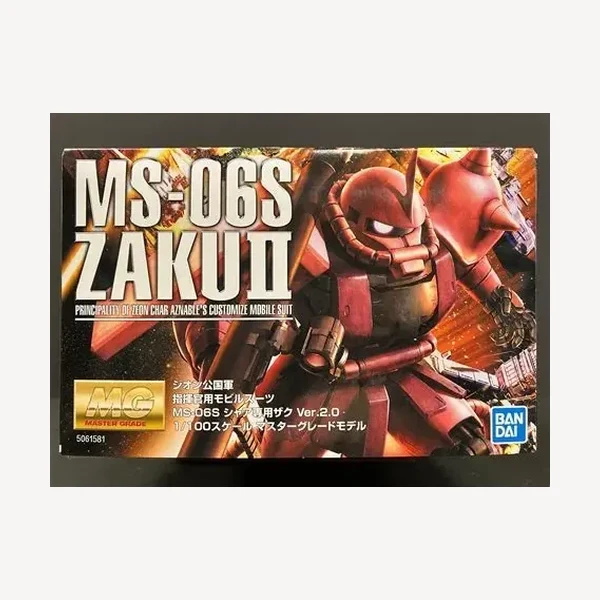 MS-06S
ZAKU II
PRINCIPALITY OF ZEON CHAR AZNABLE'S CUSTOMIZE MOBILE SUIT
MG
MASTER GRADE
5061581
ジオン公国軍
指揮官用モビルスーツ
MS-06S シャア専用ザク Ver.2.0
1/100スケール マスターグレードモデル
BAN
DAI